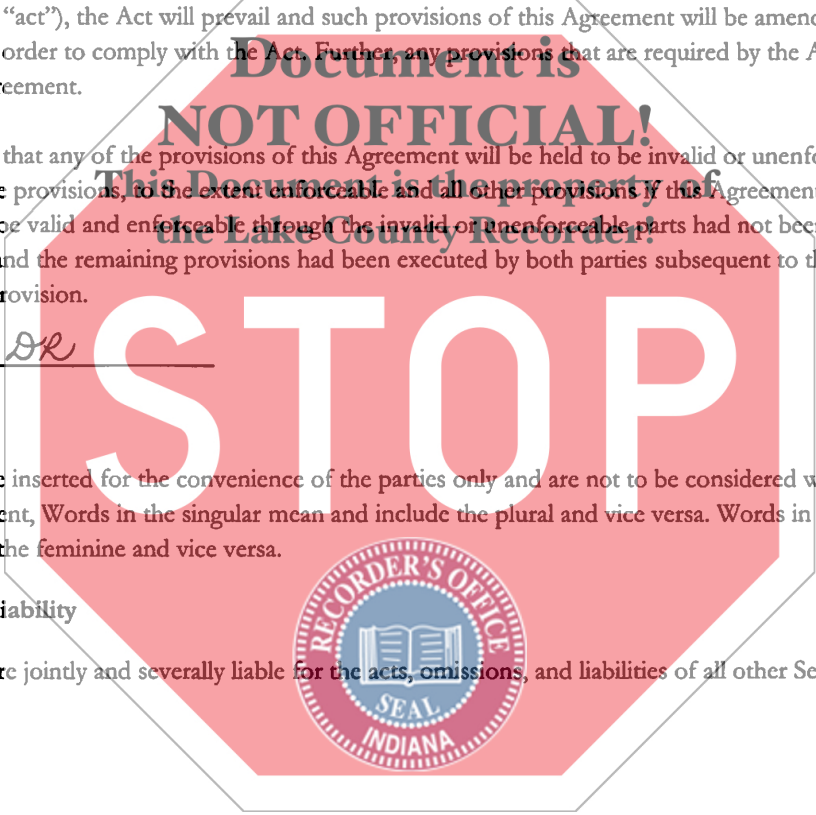 “act”), the Act will prevail and such provisions of this Agreement will be amend
order to comply with the Act. Further, any provisions that are required by the A
Document is
reement.
NOT OFFICIAL!
that any of the provisions of this Agreement will be held to be invalid or unenfo
e provisions, to the extent enforceable and all other provisions if this Agreement
This Document is the property of
be valid and enforceable through the invalid or unenforceable parts had not bee
the Lake County Recorder!
nd the remaining provisions had been executed by both parties subsequent to th
rovision.
DR
STOP
e inserted for the convenience of the parties only and are not to be considered w
ent, Words in the singular mean and include the plural and vice versa. Words in
the feminine and vice versa.
RECORDER'S OFFICE
iability
re jointly and severally liable for the acts, omissions, and liabilities of all other Se
SEAL
INDIANA